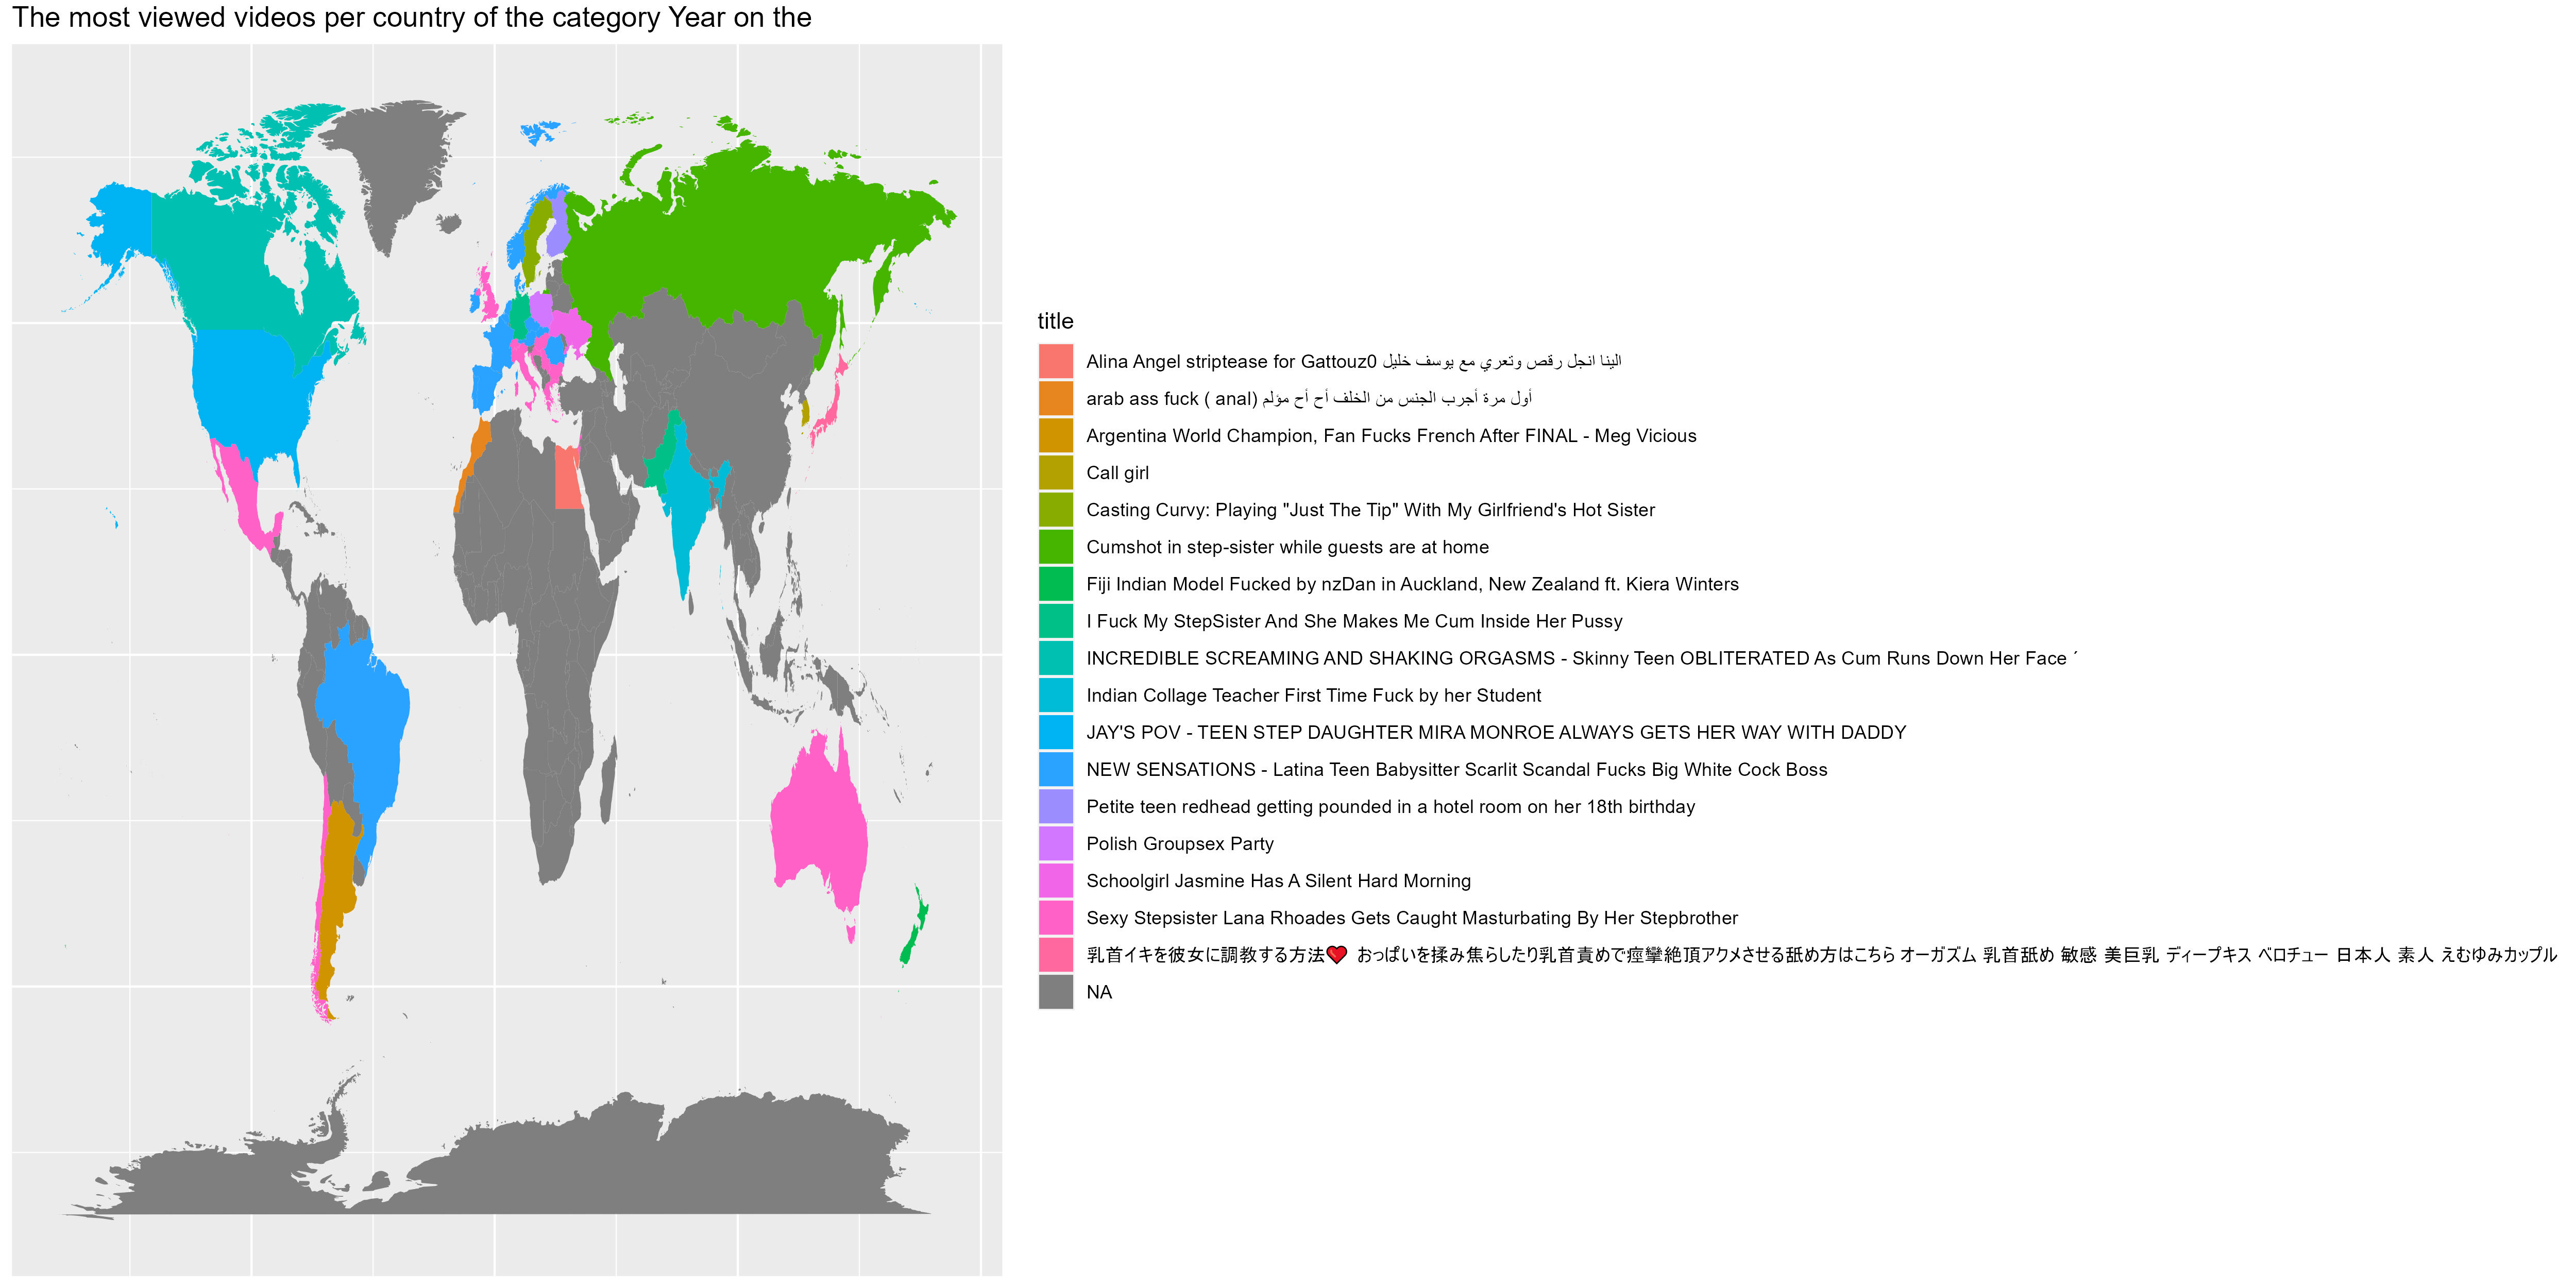 The most viewed videos per country of the category Year on the
title
Alina Angel striptease for Gattouz0 الينا انجل رقص وتعري مع يوسف خليل
arab ass fuck ( anal) أول مرة أجرب الجنس من الخلف أح أح مؤلم
Argentina World Champion, Fan Fucks French After FINAL - Meg Vicious
Call girl
Casting Curvy: Playing "Just The Tip" With My Girlfriend's Hot Sister
Cumshot in step-sister while guests are at home
Fiji Indian Model Fucked by nzDan in Auckland, New Zealand ft. Kiera Winters
I Fuck My StepSister And She Makes Me Cum Inside Her Pussy
INCREDIBLE SCREAMING AND SHAKING ORGASMS - Skinny Teen OBLITERATED As Cum Runs Down Her Face ´
Indian Collage Teacher First Time Fuck by her Student
JAY'S POV - TEEN STEP DAUGHTER MIRA MONROE ALWAYS GETS HER WAY WITH DADDY
NEW SENSATIONS - Latina Teen Babysitter Scarlit Scandal Fucks Big White Cock Boss
Petite teen redhead getting pounded in a hotel room on her 18th birthday
Polish Groupsex Party
Schoolgirl Jasmine Has A Silent Hard Morning
Sexy Stepsister Lana Rhoades Gets Caught Masturbating By Her Stepbrother
乳首イキを彼女に調教する方法❤️ おっぱいを揉み焦らしたり乳首責めで痙攣絶頂アクメさせる舐め方はこちら オーガズム 乳首舐め 敏感 美巨乳 ディープキス ベロチュー 日本人 素人 えむゆみカップル
NA